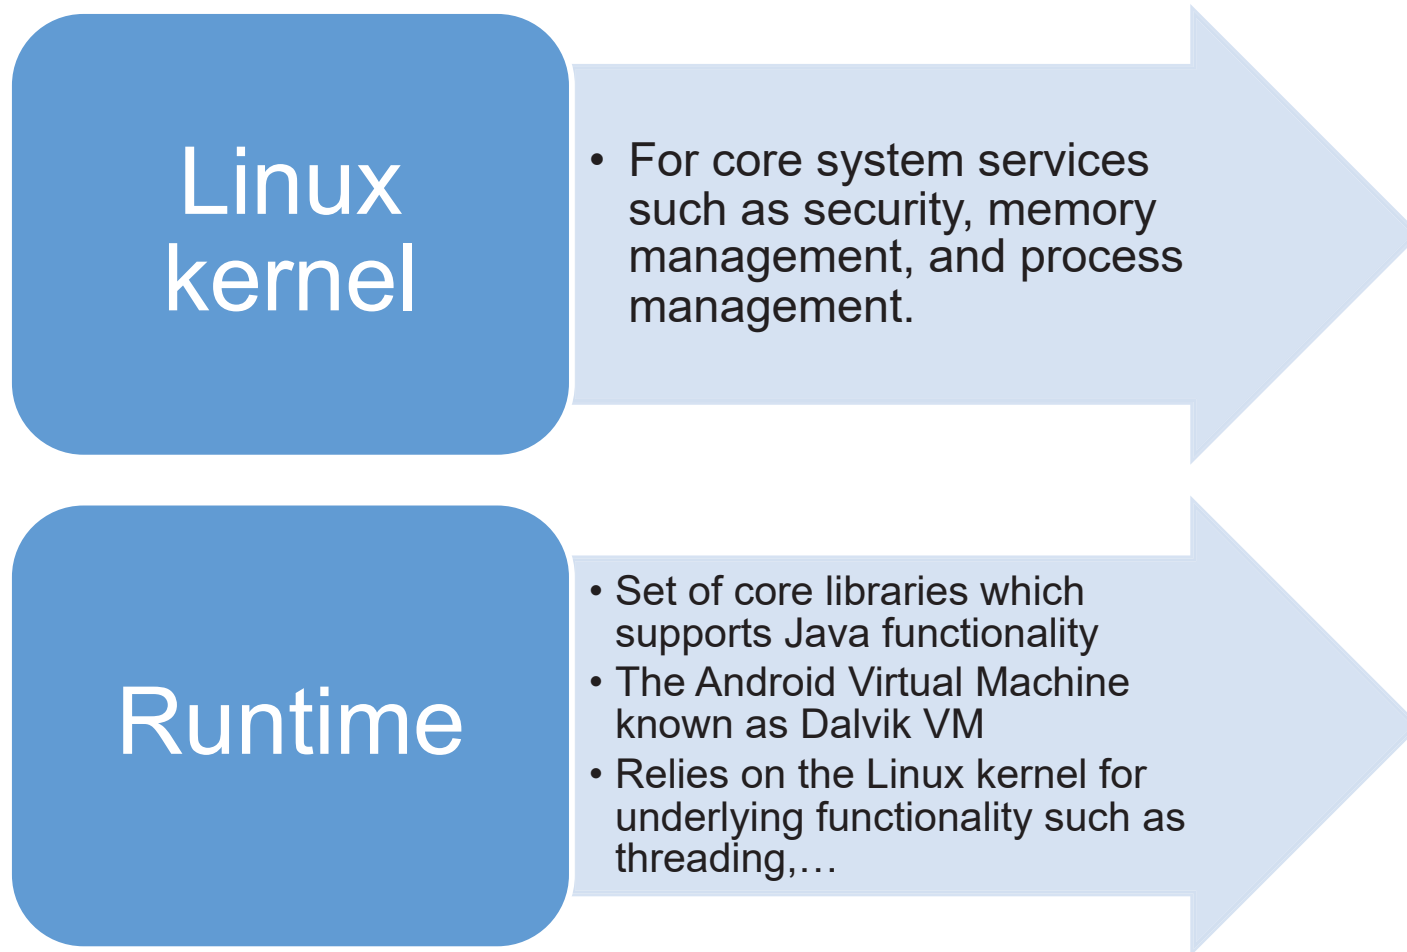 Linux
kernel
• For core system services
such as security, memory
management, and process
management.
Runtime
• Set of core libraries which
supports Java functionality
• The Android Virtual Machine
known as Dalvik VM
• Relies on the Linux kernel for
underlying functionality such as
threading,…